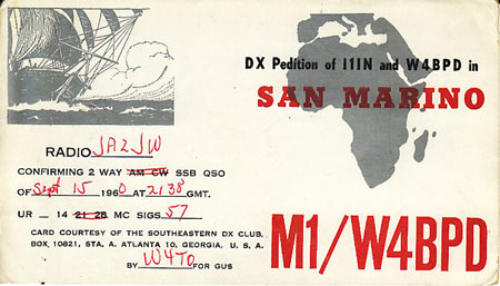 DX Pedition of I1IN and W4BPD in
SAN MARINO
RADIO JA2JW
CONFIRMING 2 WAY AM CW SSB QSO
OF Sept 15 1960 AT 2138 GMT.
UR — 14 21 28 MC SIGS 57
CARD COURTESY OF THE SOUTHEASTERN DX CLUB.
BOX, 10821, STA. A. ATLANTA 10, GEORGIA. U. S. A.
BY W4TO FOR GUS
M1/W4BPD